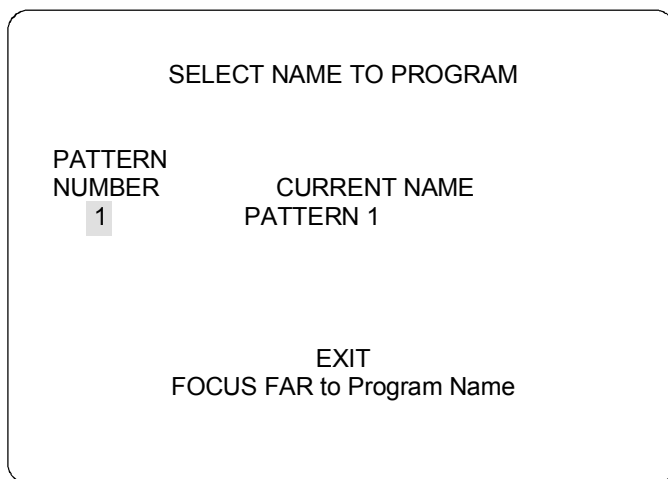 SELECT NAME TO PROGRAM
PATTERN
NUMBER CURRENT NAME
1 PATTERN 1
EXIT
FOCUS FAR to Program Name